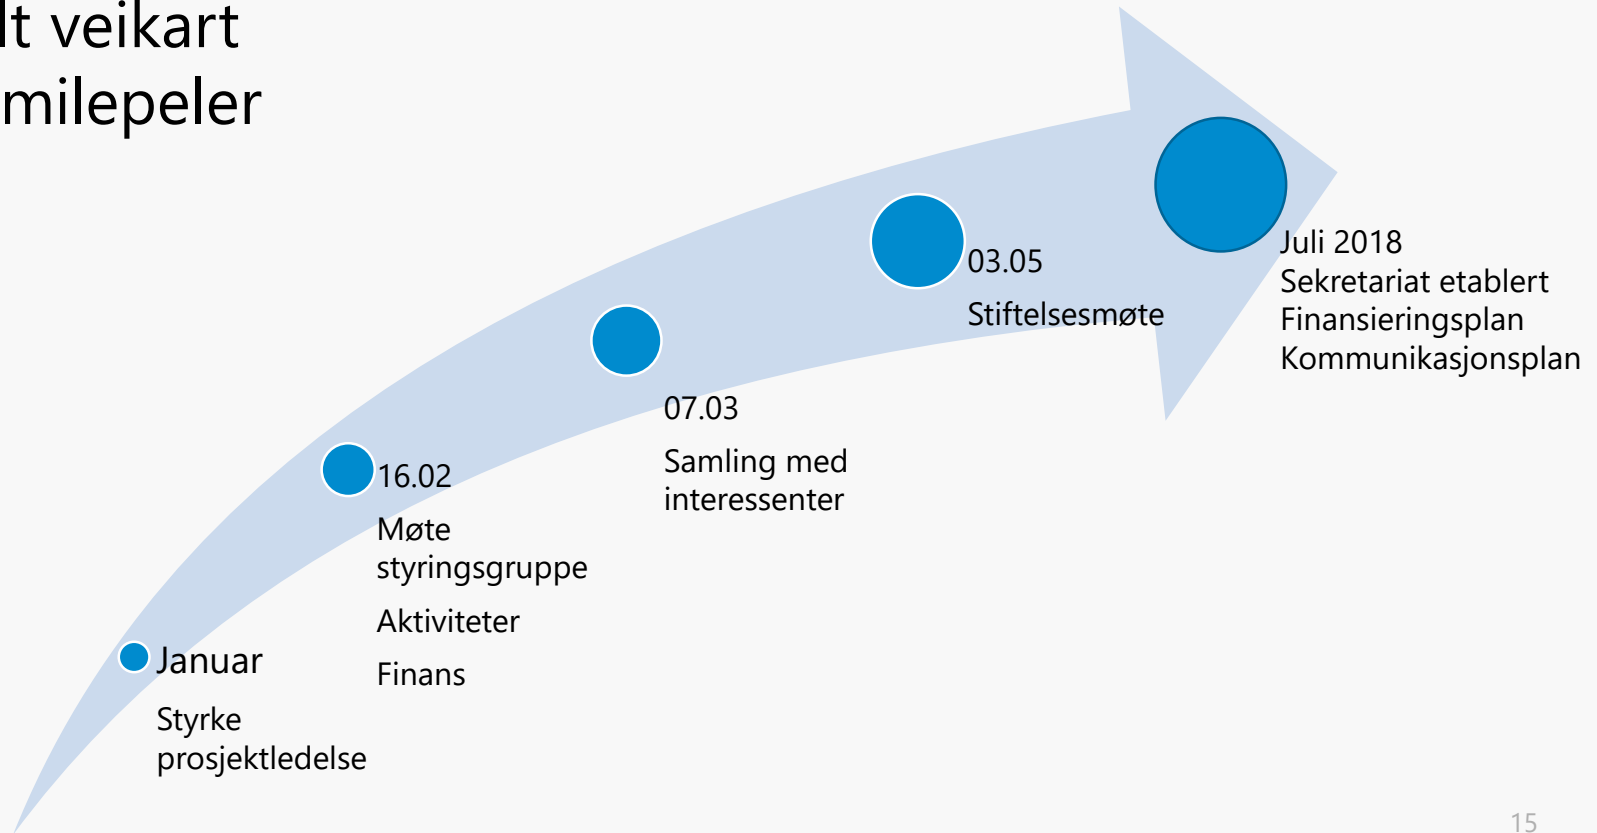 lt veikart
milepeler
Januar
Styrke
prosjektledelse
16.02
Møte
styringsgruppe
Aktiviteter
Finans
07.03
Samling med
interessenter
03.05
Stiftelsesmøte
Juli 2018
Sekretariat etablert
Finansieringsplan
Kommunikasjonsplan
15